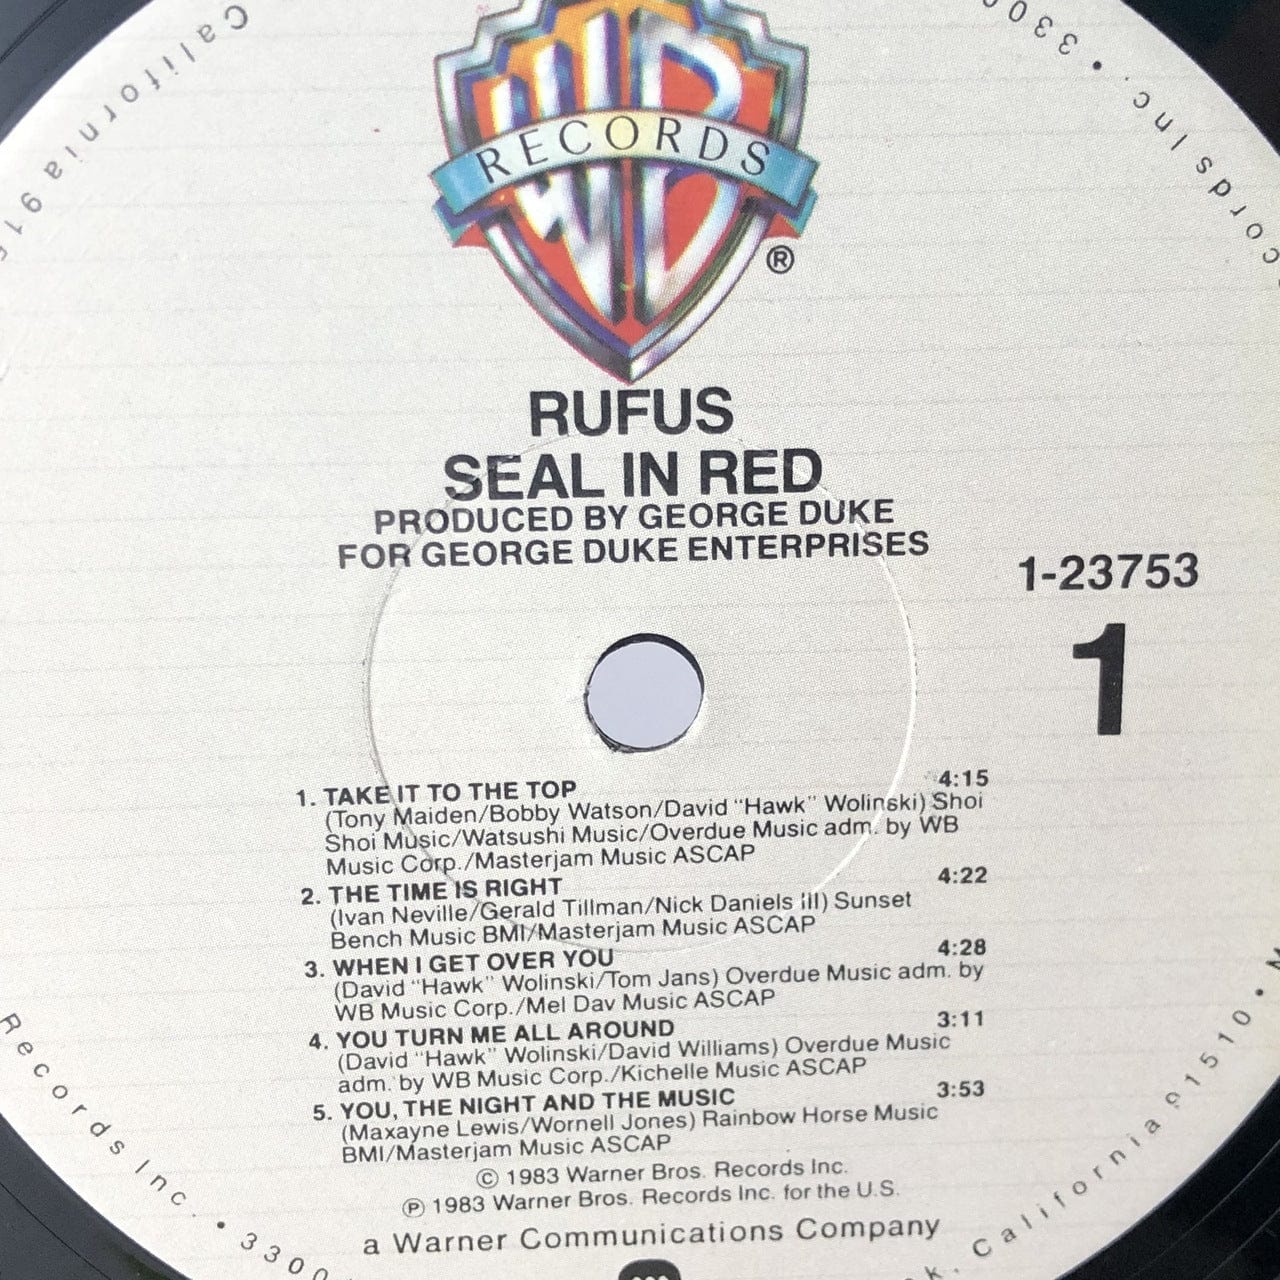 WB
RECORDS
®
RUFUS
SEAL IN RED
PRODUCED BY GEORGE DUKE
FOR GEORGE DUKE ENTERPRISES
1-23753
1
1. TAKE IT TO THE TOP 4:15
(Tony Maiden/Bobby Watson/David "Hawk" Wolinski) Shoi
Shoi Music/Watsushi Music/Overdue Music adm. by WB
Music Corp./Masterjam Music ASCAP
2. THE TIME IS RIGHT 4:22
(Ivan Neville/Gerald Tillman/Nick Daniels III) Sunset
Bench Music BMI/Masterjam Music ASCAP
3. WHEN I GET OVER YOU 4:28
(David "Hawk" Wolinski/Tom Jans) Overdue Music adm. by
WB Music Corp./Mel Dav Music ASCAP
4. YOU TURN ME ALL AROUND 3:11
(David "Hawk" Wolinski/David Williams) Overdue Music
adm. by WB Music Corp./Kichelle Music ASCAP
5. YOU, THE NIGHT AND THE MUSIC 3:53
(Maxayne Lewis/Wornell Jones) Rainbow Horse Music
BMI/Masterjam Music ASCAP
© 1983 Warner Bros. Records Inc.
℗ 1983 Warner Bros. Records Inc. for the U.S.
a Warner Communications Company
Records Inc. • 3300
California 91510 •
California 915
cords Inc. • 3300